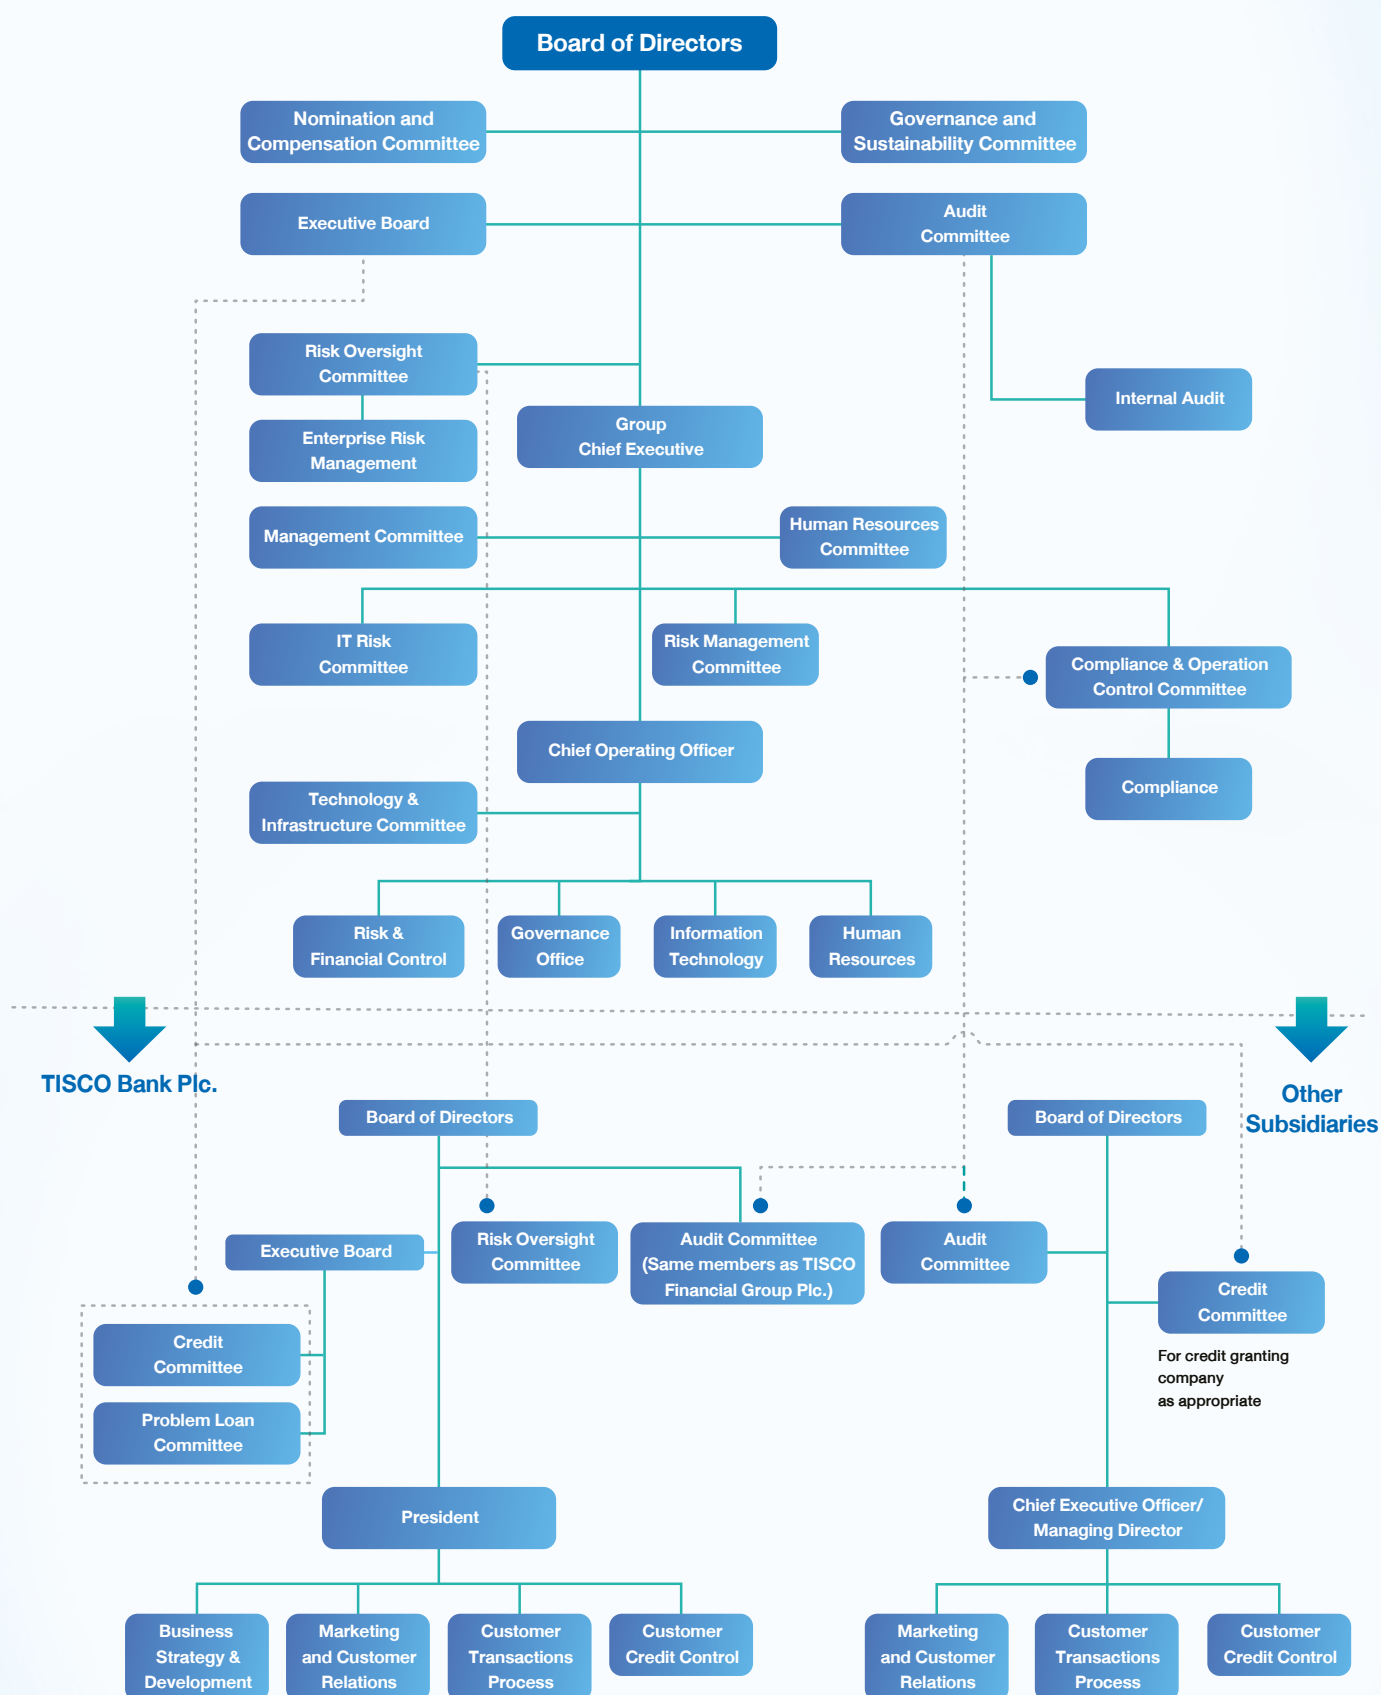 Board of Directors
Nomination and
Compensation Committee
Governance and
Sustainability Committee
Executive Board
Audit
Committee
Risk Oversight
Committee
Internal Audit
Enterprise Risk
Management
Group
Chief Executive
Management Committee
Human Resources
Committee
IT Risk
Committee
Risk Management
Committee
Compliance & Operation
Control Committee
Chief Operating Officer
Compliance
Technology &
Infrastructure Committee
Risk &
Financial Control
Governance
Office
Information
Technology
Human
Resources
TISCO Bank Plc.
Other
Subsidiaries
Board of Directors
Board of Directors
Executive Board
Risk Oversight
Committee
Audit Committee
(Same members as TISCO
Financial Group Plc.)
Audit
Committee
Credit
Committee
For credit granting
company
as appropriate
Credit
Committee
Problem Loan
Committee
President
Chief Executive Officer/
Managing Director
Business
Strategy &
Development
Marketing
and Customer
Relations
Customer
Transactions
Process
Customer
Credit Control
Marketing
and Customer
Relations
Customer
Transactions
Process
Customer
Credit Control